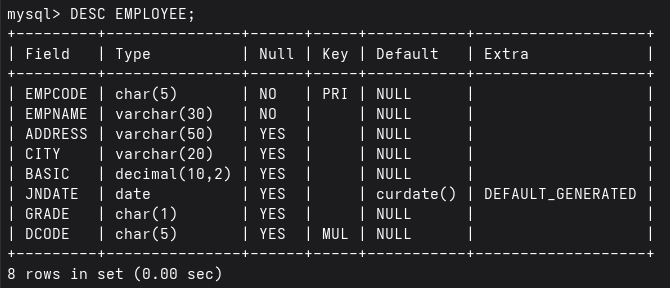 mysql> DESC EMPLOYEE;
+---------+---------------+------+-----+-----------+-------------------+
| Field   | Type          | Null | Key | Default   | Extra             |
+---------+---------------+------+-----+-----------+-------------------+
| EMPCODE | char(5)       | NO   | PRI | NULL      |                   |
| EMPNAME | varchar(30)   | NO   |     | NULL      |                   |
| ADDRESS | varchar(50)   | YES  |     | NULL      |                   |
| CITY    | varchar(20)   | YES  |     | NULL      |                   |
| BASIC   | decimal(10,2) | YES  |     | NULL      |                   |
| JNDATE  | date          | YES  |     | curdate() | DEFAULT_GENERATED |
| GRADE   | char(1)       | YES  |     | NULL      |                   |
| DCODE   | char(5)       | YES  | MUL | NULL      |                   |
+---------+---------------+------+-----+-----------+-------------------+
8 rows in set (0.00 sec)